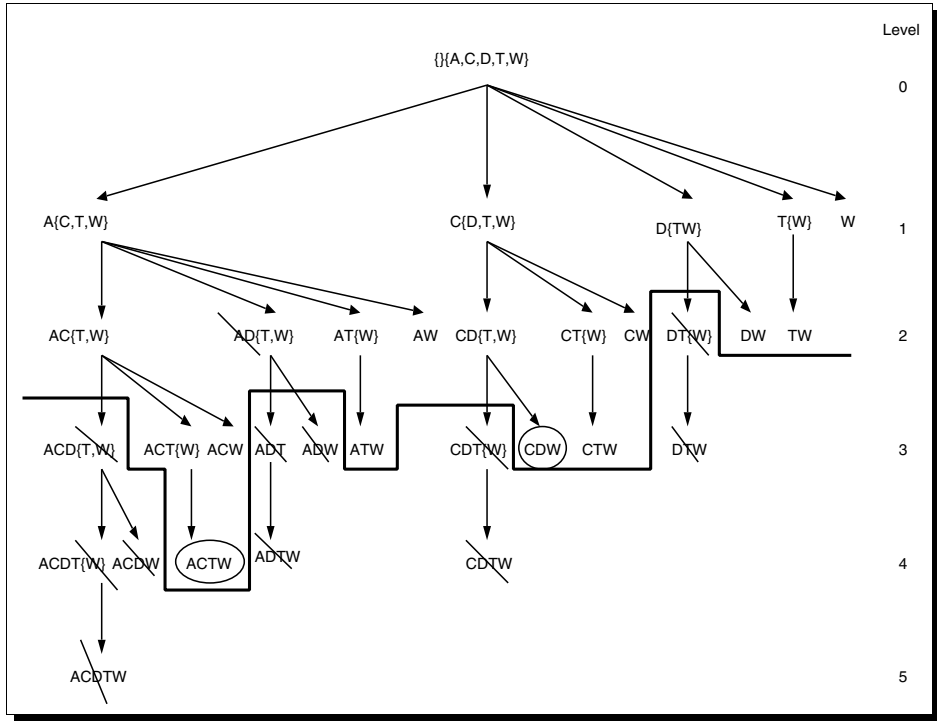 Level
{}{A,C,D,T,W}
0
A{C,T,W} C{D,T,W} D{TW} T{W} W 1
AC{T,W} AD{T,W} AT{W} AW CD{T,W} CT{W} CW DT{W} DW TW 2
ACD{T,W} ACT{W} ACW ADT ADW ATW CDT{W} CDW CTW DTW 3
ACDT{W} ACDW ACTW ADTW CDTW 4
ACDTW 5